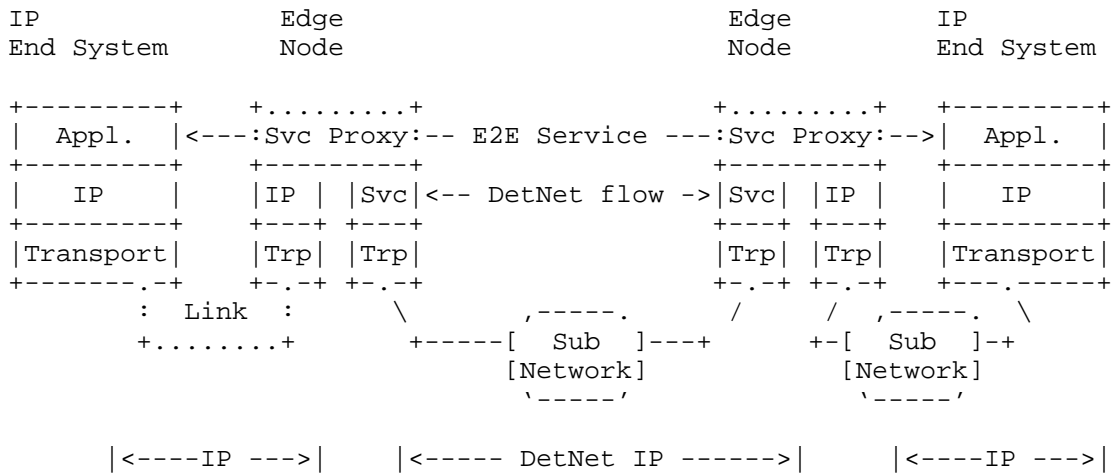 IP                 Edge                            Edge          IP
End System         Node                            Node          End System

+---------+     +.........+                     +.........+    +---------+
|  Appl.  |<---:Svc Proxy:-- E2E Service ---:Svc Proxy:-->|  Appl.  |
+---------+     +---------+                     +---------+    +---------+
|   IP    |     |IP | |Svc|<-- DetNet flow ->|Svc| |IP |    |   IP    |
+---------+     +---+ +---+                     +---+ +---+    +---------+
|Transport|     |Trp| |Trp|                     |Trp| |Trp|    |Transport|
+-------.-+     +-.-+ +-.-+                     +-.-+ +-.-+    +---.-----+
        :  Link  :       \       ,-----.       /     /  ,-----.  \
        +........+        +-----[  Sub  ]---+     +-[  Sub  ]-+
                                [Network]           [Network]
                                 ‘-----’             ‘-----’

      |<----IP --->|    |<----- DetNet IP ------>|     |<----IP --->|